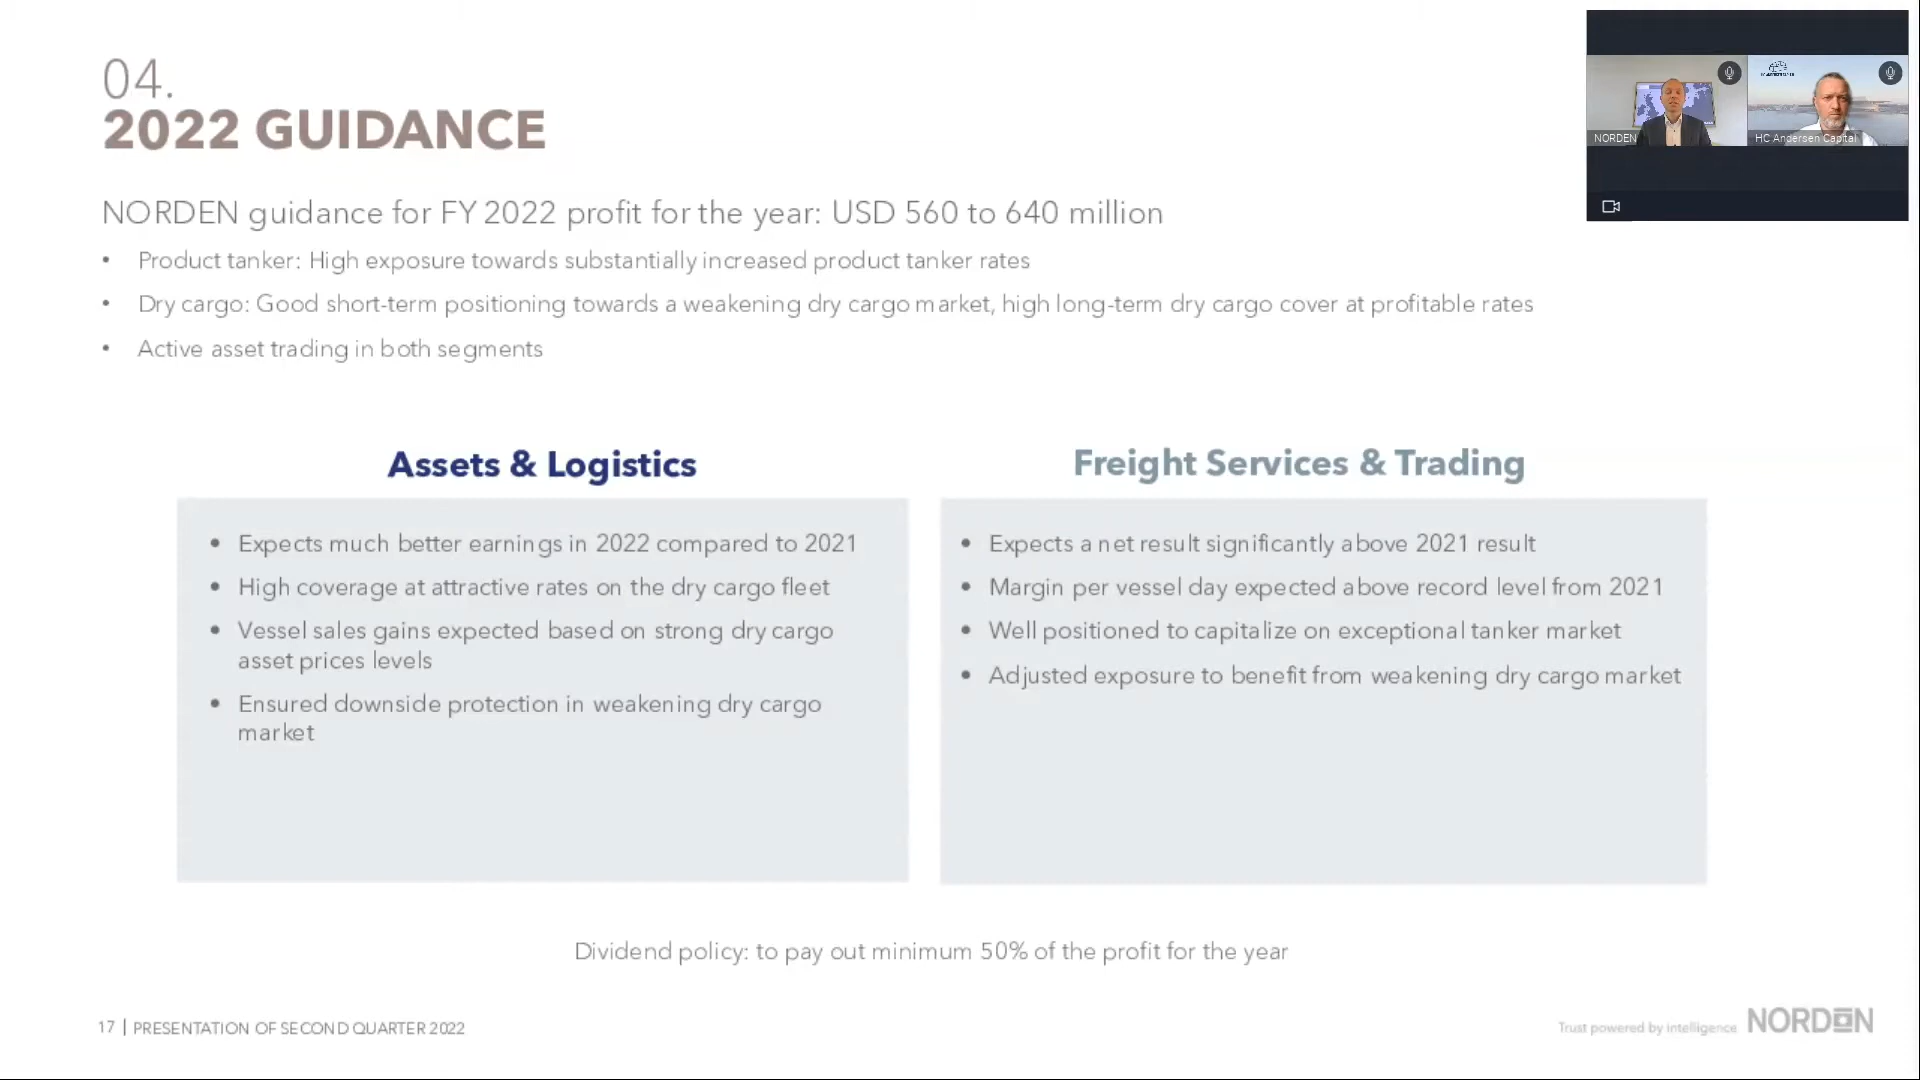 04.
2022 GUIDANCE
NORDEN guidance for FY 2022 profit for the year: USD 560 to 640 million
• Product tanker: High exposure towards substantially increased product tanker rates
• Dry cargo: Good short-term positioning towards a weakening dry cargo market, high long-term dry cargo cover at profitable rates
• Active asset trading in both segments
Assets & Logistics
• Expects much better earnings in 2022 compared to 2021
• High coverage at attractive rates on the dry cargo fleet
• Vessel sales gains expected based on strong dry cargo
asset prices levels
• Ensured downside protection in weakening dry cargo
market
Freight Services & Trading
• Expects a net result significantly above 2021 result
• Margin per vessel day expected above record level from 2021
• Well positioned to capitalize on exceptional tanker market
• Adjusted exposure to benefit from weakening dry cargo market
Dividend policy: to pay out minimum 50% of the profit for the year
17 | PRESENTATION OF SECOND QUARTER 2022
Trust powered by intelligence NORDEN
NORDEN
HC Andersen Capital